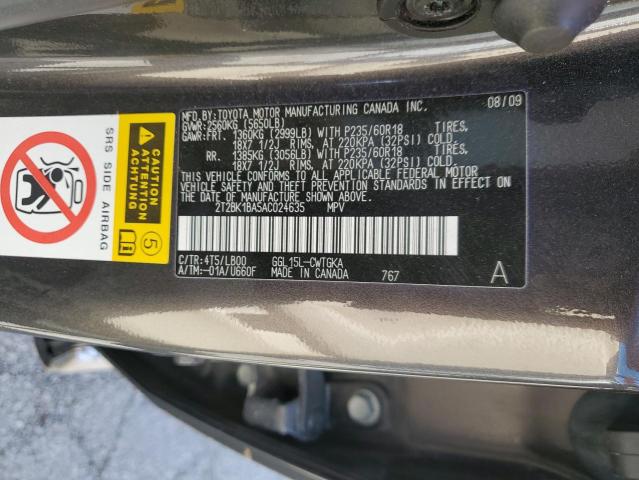 MFD. BY: TOYOTA MOTOR MANUFACTURING CANADA INC. 08/09
GVWR: 2560KG (5650LB)
GAWR: FRT. 1360KG (2999LB) WITH P235/60R18 TIRES,
18X7 1/2J RIMS, AT 220KPA (32PSI) COLD.
RR. 1385KG (3056LB) WITH P235/60R18 TIRES,
18X7 1/2J RIMS, AT 220KPA (32PSI) COLD.
THIS VEHICLE CONFORMS TO ALL APPLICABLE FEDERAL MOTOR
VEHICLE SAFETY AND THEFT PREVENTION STANDARDS IN EFFECT ON
THE DATE OF MANUFACTURE SHOWN ABOVE.
2T2BK1BA5AC024635 MPV
C/TR: 4T5/LB00 GGL15L-CWTGKA
A/TM: -01A/U660F MADE IN CANADA 767 A
SRS SIDE AIRBAG
CAUTION
ATTENTION
ACHTUNG
5